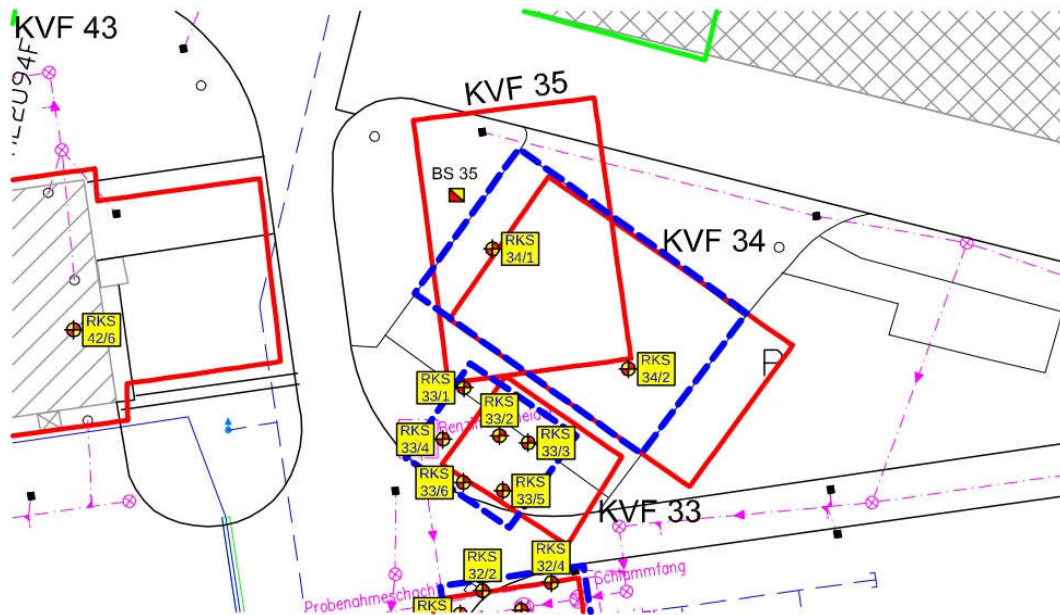 KVF 43
KVF 35
BS 35
RKS
34/1
KVF 34
RKS
42/6
RKS
34/2
RKS
33/1
RKS
33/2
RKS
33/4
RKS
33/3
RKS
33/6
RKS
33/5
KVF 33
RKS
32/2
RKS
32/4
Schlammfang
Probenahmeschacht
RKS